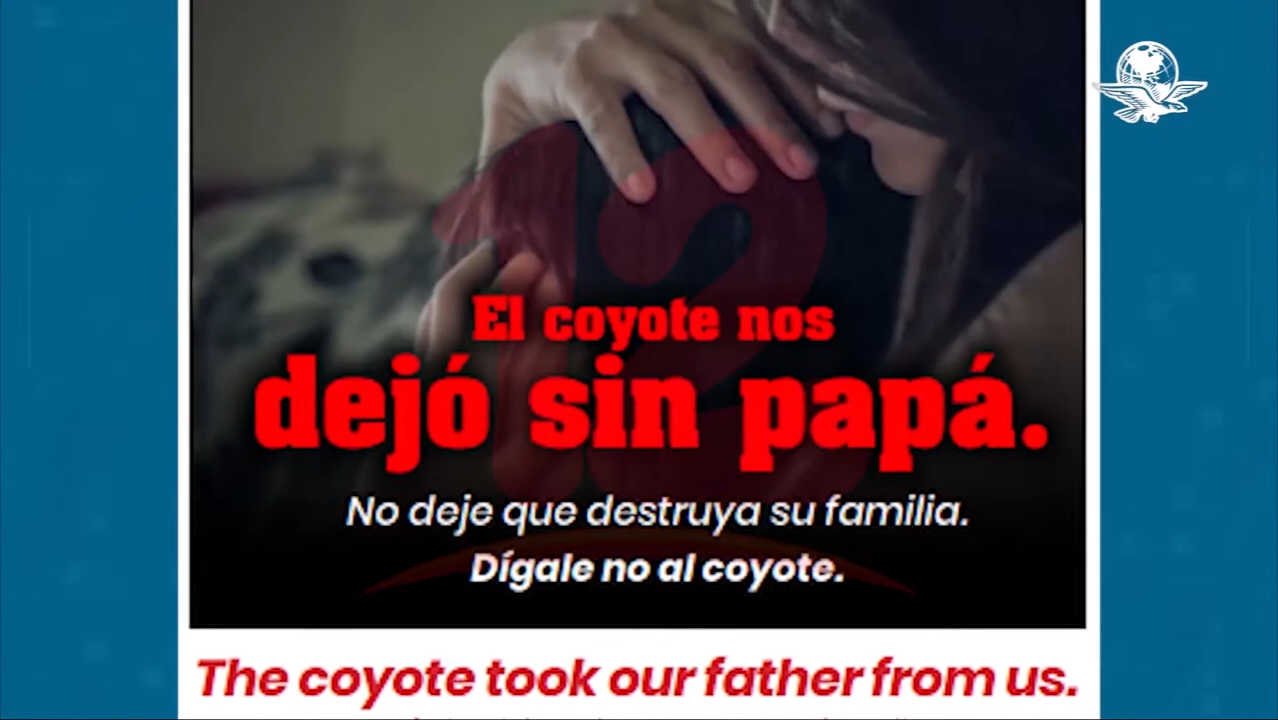 El coyote nos
dejó sin papá.
No deje que destruya su familia.
Dígale no al coyote.
The coyote took our father from us.